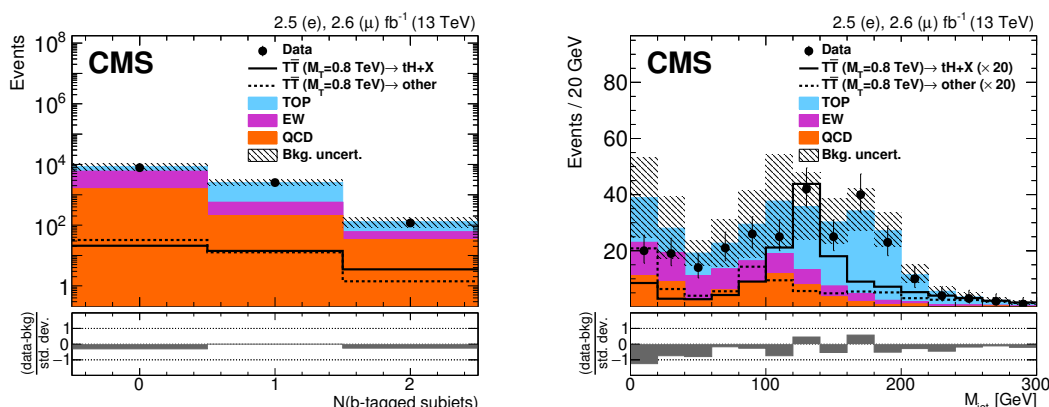 2.5 (e), 2.6 (μ) fb⁻¹ (13 TeV)
CMS
Data
TT̅ (M_T=0.8 TeV)→ tH+X
TT̅ (M_T=0.8 TeV)→ other
TOP
EW
QCD
Bkg. uncert.
Events
10⁸
10⁶
10⁴
10²
1
(data-bkg)
std. dev.
1
0
−1
0 1 2
N(b-tagged subjets)
2.5 (e), 2.6 (μ) fb⁻¹ (13 TeV)
CMS
Data
TT̅ (M_T=0.8 TeV)→ tH+X (× 20)
TT̅ (M_T=0.8 TeV)→ other (× 20)
TOP
EW
QCD
Bkg. uncert.
Events / 20 GeV
80
60
40
20
(data-bkg)
std. dev.
1
0
−1
0 100 200 300
M_jet [GeV]